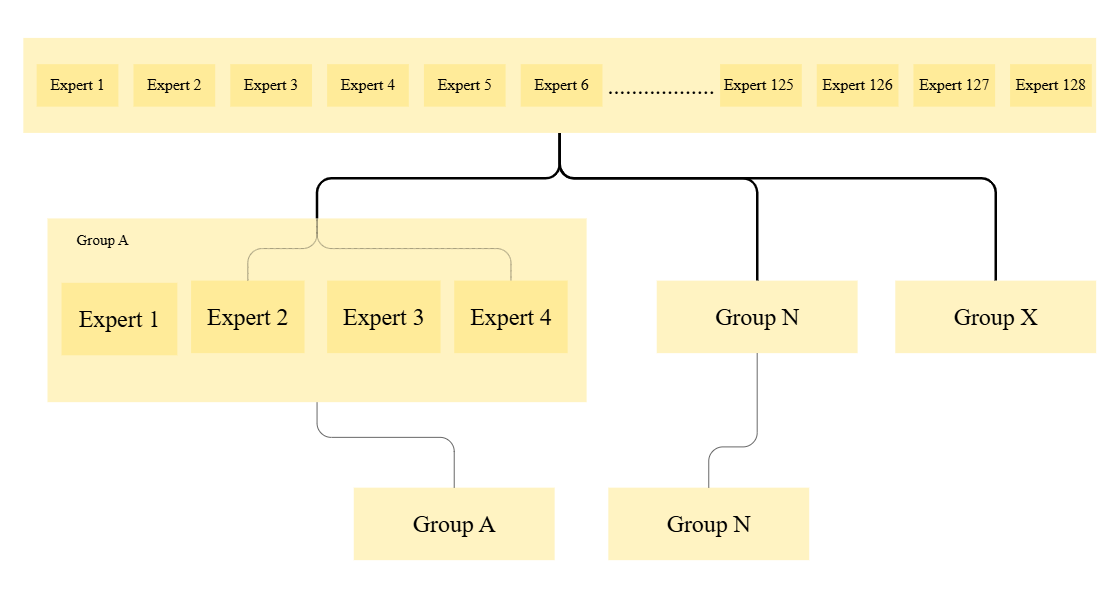 Expert 1 Expert 2 Expert 3 Expert 4 Expert 5 Expert 6 .................. Expert 125 Expert 126 Expert 127 Expert 128
Group A
Expert 1 Expert 2 Expert 3 Expert 4 Group N Group X
Group A Group N